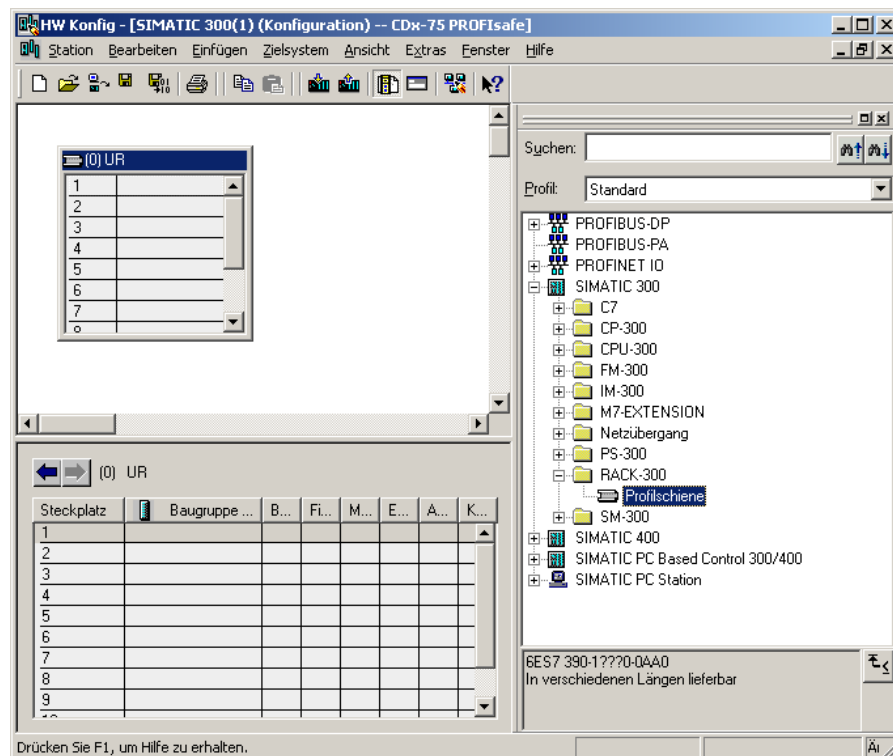 HW Konfig - [SIMATIC 300(1) (Konfiguration) -- CDx-75 PROFIsafe]
Station Bearbeiten Einfügen Zielsystem Ansicht Extras Fenster Hilfe
(0) UR
1
2
3
4
5
6
7
8
(0) UR
Steckplatz Baugruppe ... B... Fi... M... E... A... K...
1
2
3
4
5
6
7
8
9
10
Suchen:
Profil: Standard
PROFIBUS-DP
PROFIBUS-PA
PROFINET IO
SIMATIC 300
C7
CP-300
CPU-300
FM-300
IM-300
M7-EXTENSION
Netzübergang
PS-300
RACK-300
Profilschiene
SM-300
SIMATIC 400
SIMATIC PC Based Control 300/400
SIMATIC PC Station
6ES7 390-1???0-0AA0
In verschiedenen Längen lieferbar
Drücken Sie F1, um Hilfe zu erhalten.